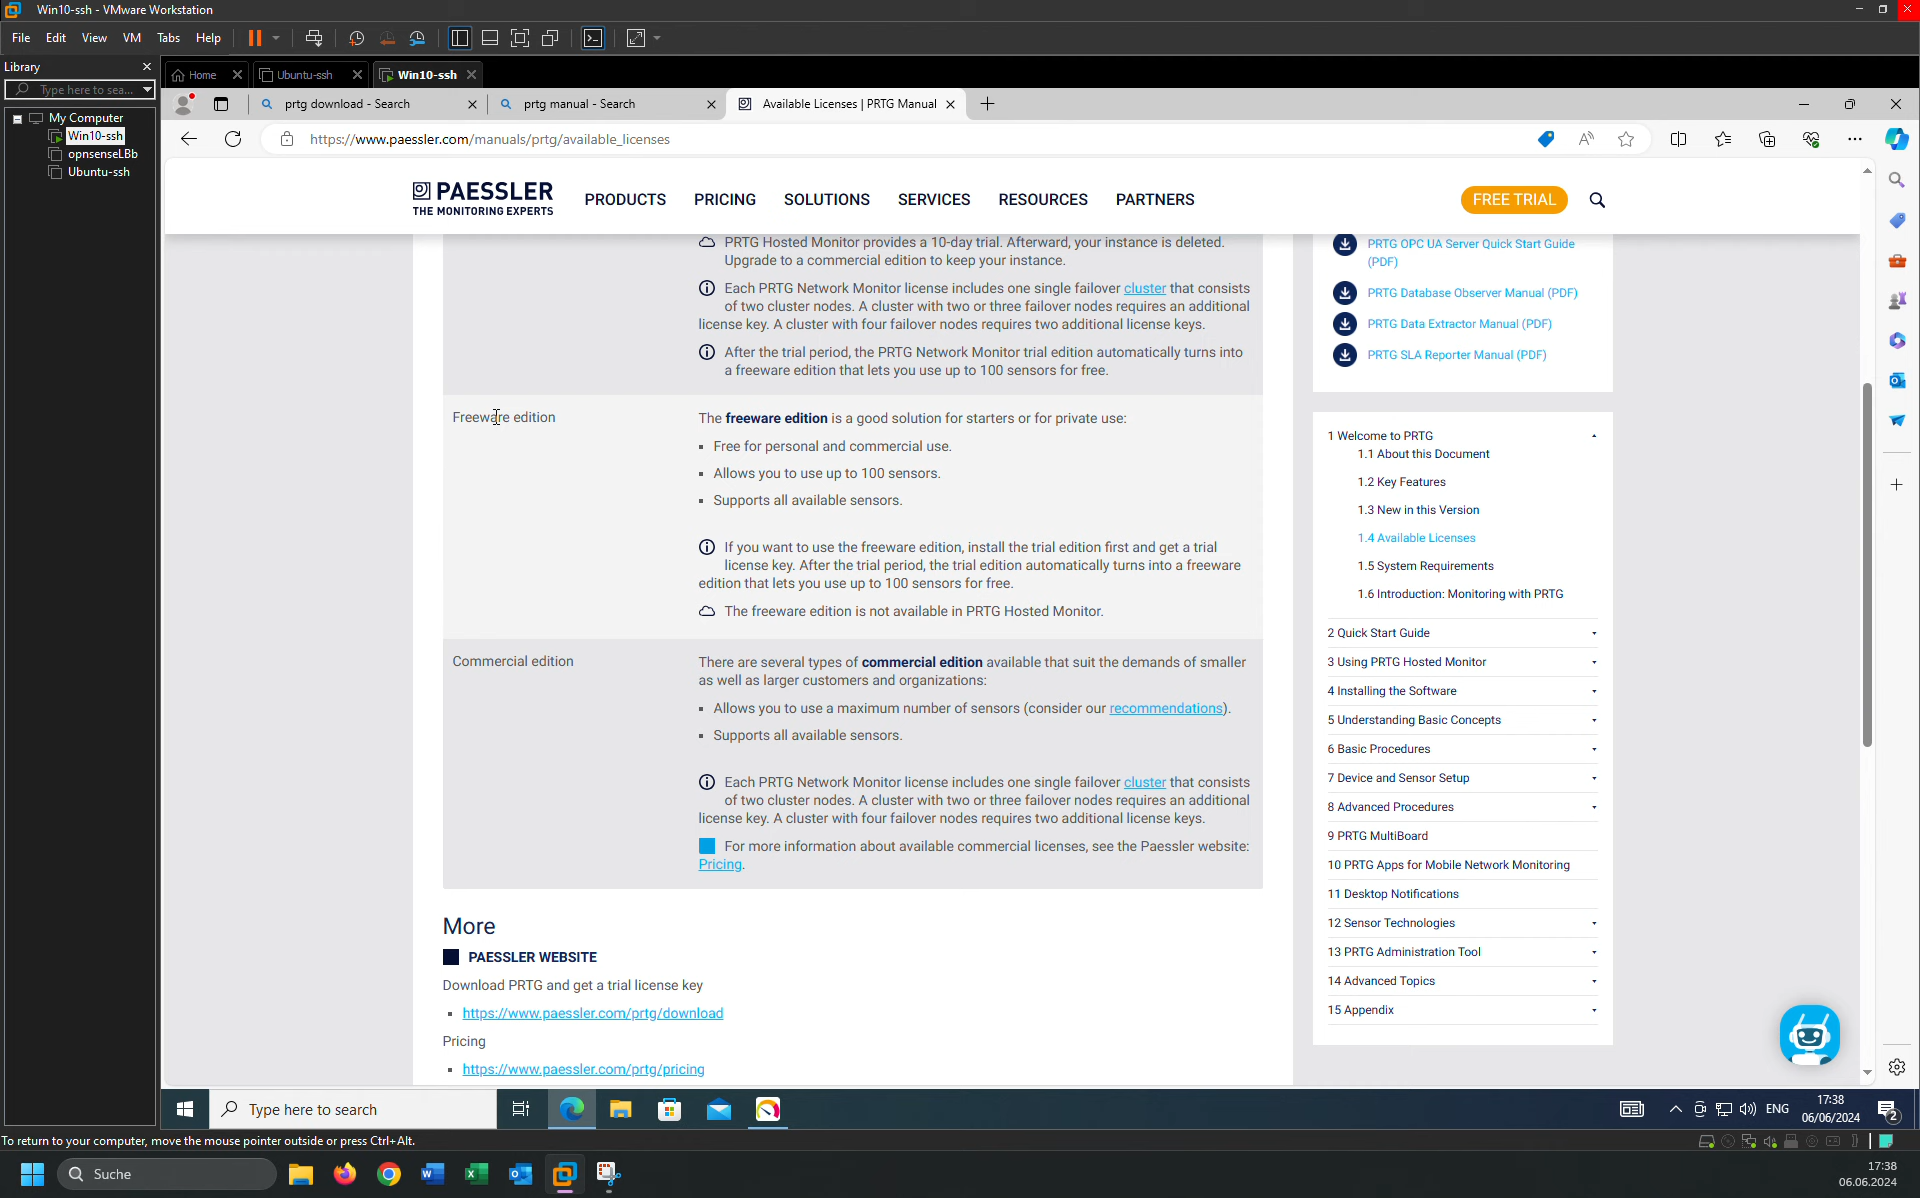 Win10-ssh - VMware Workstation
File Edit View VM Tabs Help
Library
Type here to sea...
My Computer
Win10-ssh
opnsenseLBb
Ubuntu-ssh
Home
Ubuntu-ssh
Win10-ssh
prtg download - Search
prtg manual - Search
Available Licenses | PRTG Manual
https://www.paessler.com/manuals/prtg/available_licenses
PAESSLER
THE MONITORING EXPERTS
PRODUCTS PRICING SOLUTIONS SERVICES RESOURCES PARTNERS
FREE TRIAL
PRTG Hosted Monitor provides a 10-day trial. Afterward, your instance is deleted.
Upgrade to a commercial edition to keep your instance.
Each PRTG Network Monitor license includes one single failover cluster that consists
of two cluster nodes. A cluster with two or three failover nodes requires an additional
license key. A cluster with four failover nodes requires two additional license keys.
After the trial period, the PRTG Network Monitor trial edition automatically turns into
a freeware edition that lets you use up to 100 sensors for free.
Freeware edition
The freeware edition is a good solution for starters or for private use:
▪ Free for personal and commercial use.
▪ Allows you to use up to 100 sensors.
▪ Supports all available sensors.
If you want to use the freeware edition, install the trial edition first and get a trial
license key. After the trial period, the trial edition automatically turns into a freeware
edition that lets you use up to 100 sensors for free.
The freeware edition is not available in PRTG Hosted Monitor.
Commercial edition
There are several types of commercial edition available that suit the demands of smaller
as well as larger customers and organizations:
▪ Allows you to use a maximum number of sensors (consider our recommendations).
▪ Supports all available sensors.
Each PRTG Network Monitor license includes one single failover cluster that consists
of two cluster nodes. A cluster with two or three failover nodes requires an additional
license key. A cluster with four failover nodes requires two additional license keys.
For more information about available commercial licenses, see the Paessler website:
Pricing.
More
PAESSLER WEBSITE
Download PRTG and get a trial license key
▪ https://www.paessler.com/prtg/download
Pricing
▪ https://www.paessler.com/prtg/pricing
PRTG OPC UA Server Quick Start Guide
(PDF)
PRTG Database Observer Manual (PDF)
PRTG Data Extractor Manual (PDF)
PRTG SLA Reporter Manual (PDF)
1 Welcome to PRTG
1.1 About this Document
1.2 Key Features
1.3 New in this Version
1.4 Available Licenses
1.5 System Requirements
1.6 Introduction: Monitoring with PRTG
2 Quick Start Guide
3 Using PRTG Hosted Monitor
4 Installing the Software
5 Understanding Basic Concepts
6 Basic Procedures
7 Device and Sensor Setup
8 Advanced Procedures
9 PRTG MultiBoard
10 PRTG Apps for Mobile Network Monitoring
11 Desktop Notifications
12 Sensor Technologies
13 PRTG Administration Tool
14 Advanced Topics
15 Appendix
Type here to search
ENG
17:38
06/06/2024
2
To return to your computer, move the mouse pointer outside or press Ctrl+Alt.
Suche
17:38
06.06.2024